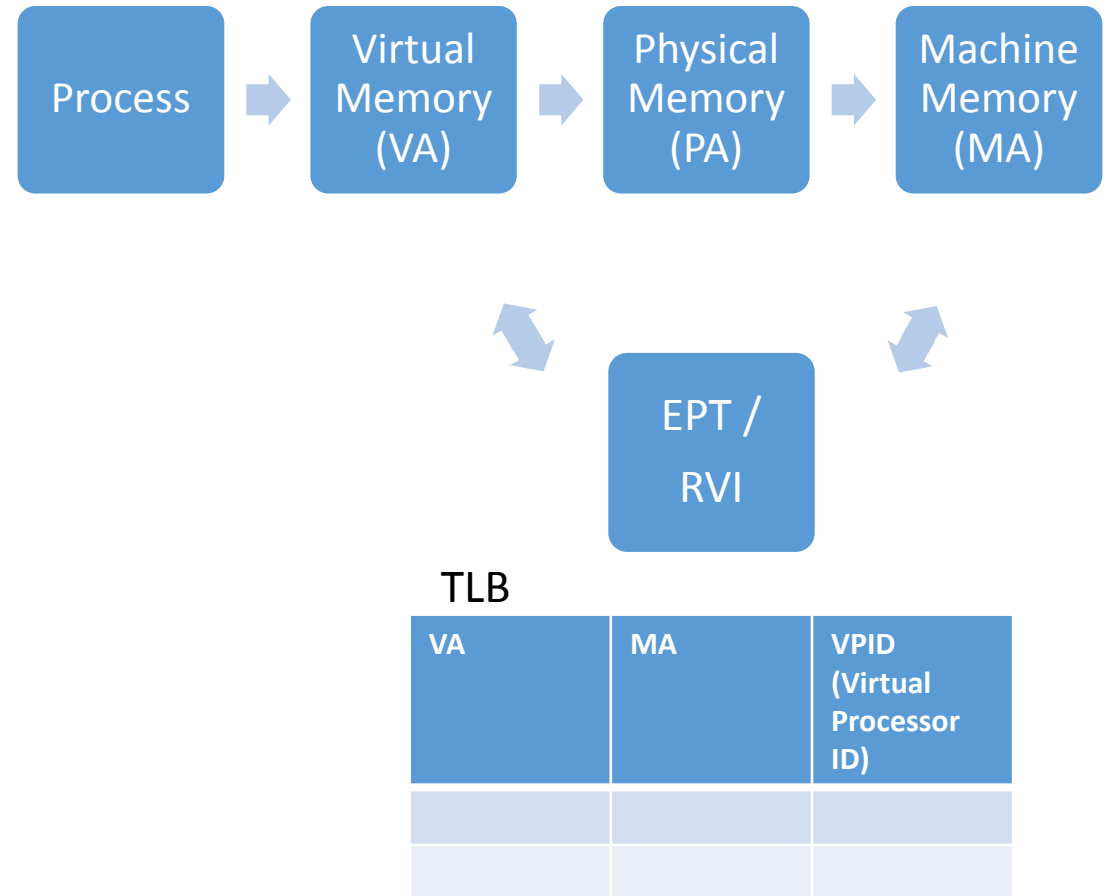 Process
Virtual
Memory
(VA)
Physical
Memory
(PA)
Machine
Memory
(MA)
EPT /
RVI
TLB
VA
MA
VPID
(Virtual
Processor
ID)